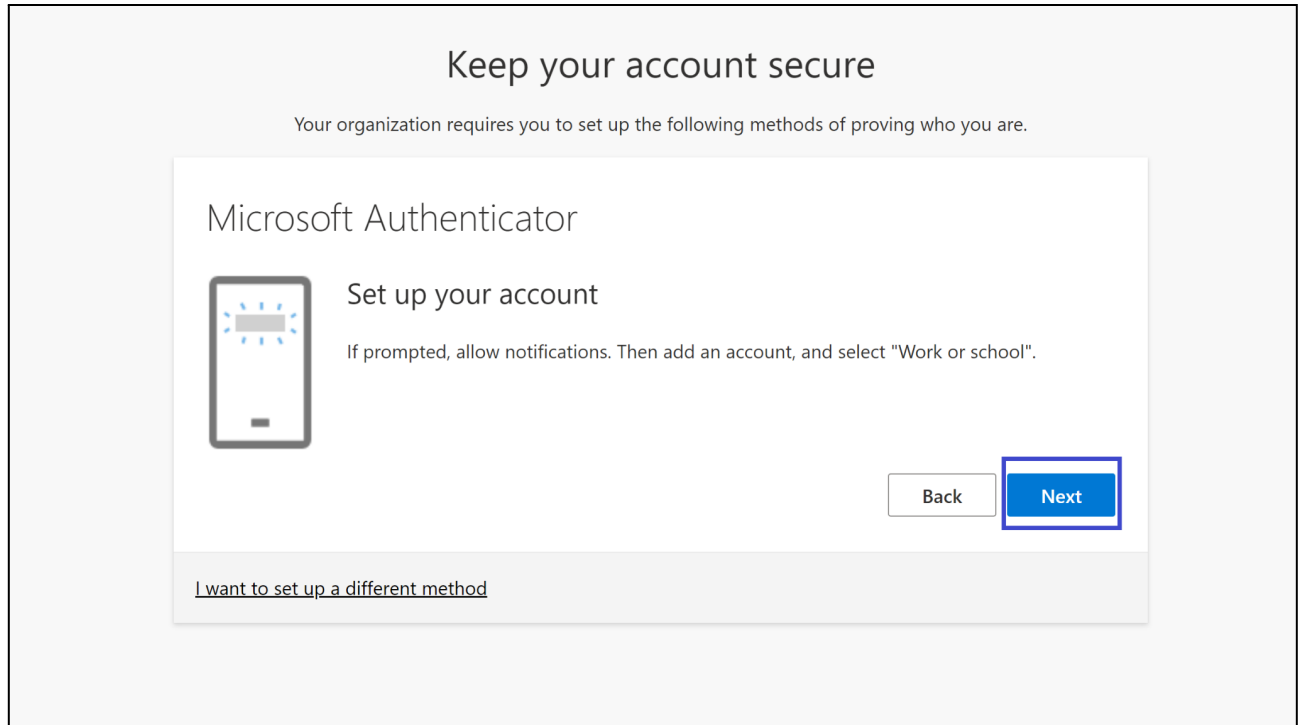 Keep your account secure
Your organization requires you to set up the following methods of proving who you are.
Microsoft Authenticator
Set up your account
If prompted, allow notifications. Then add an account, and select "Work or school".
Back
Next
I want to set up a different method